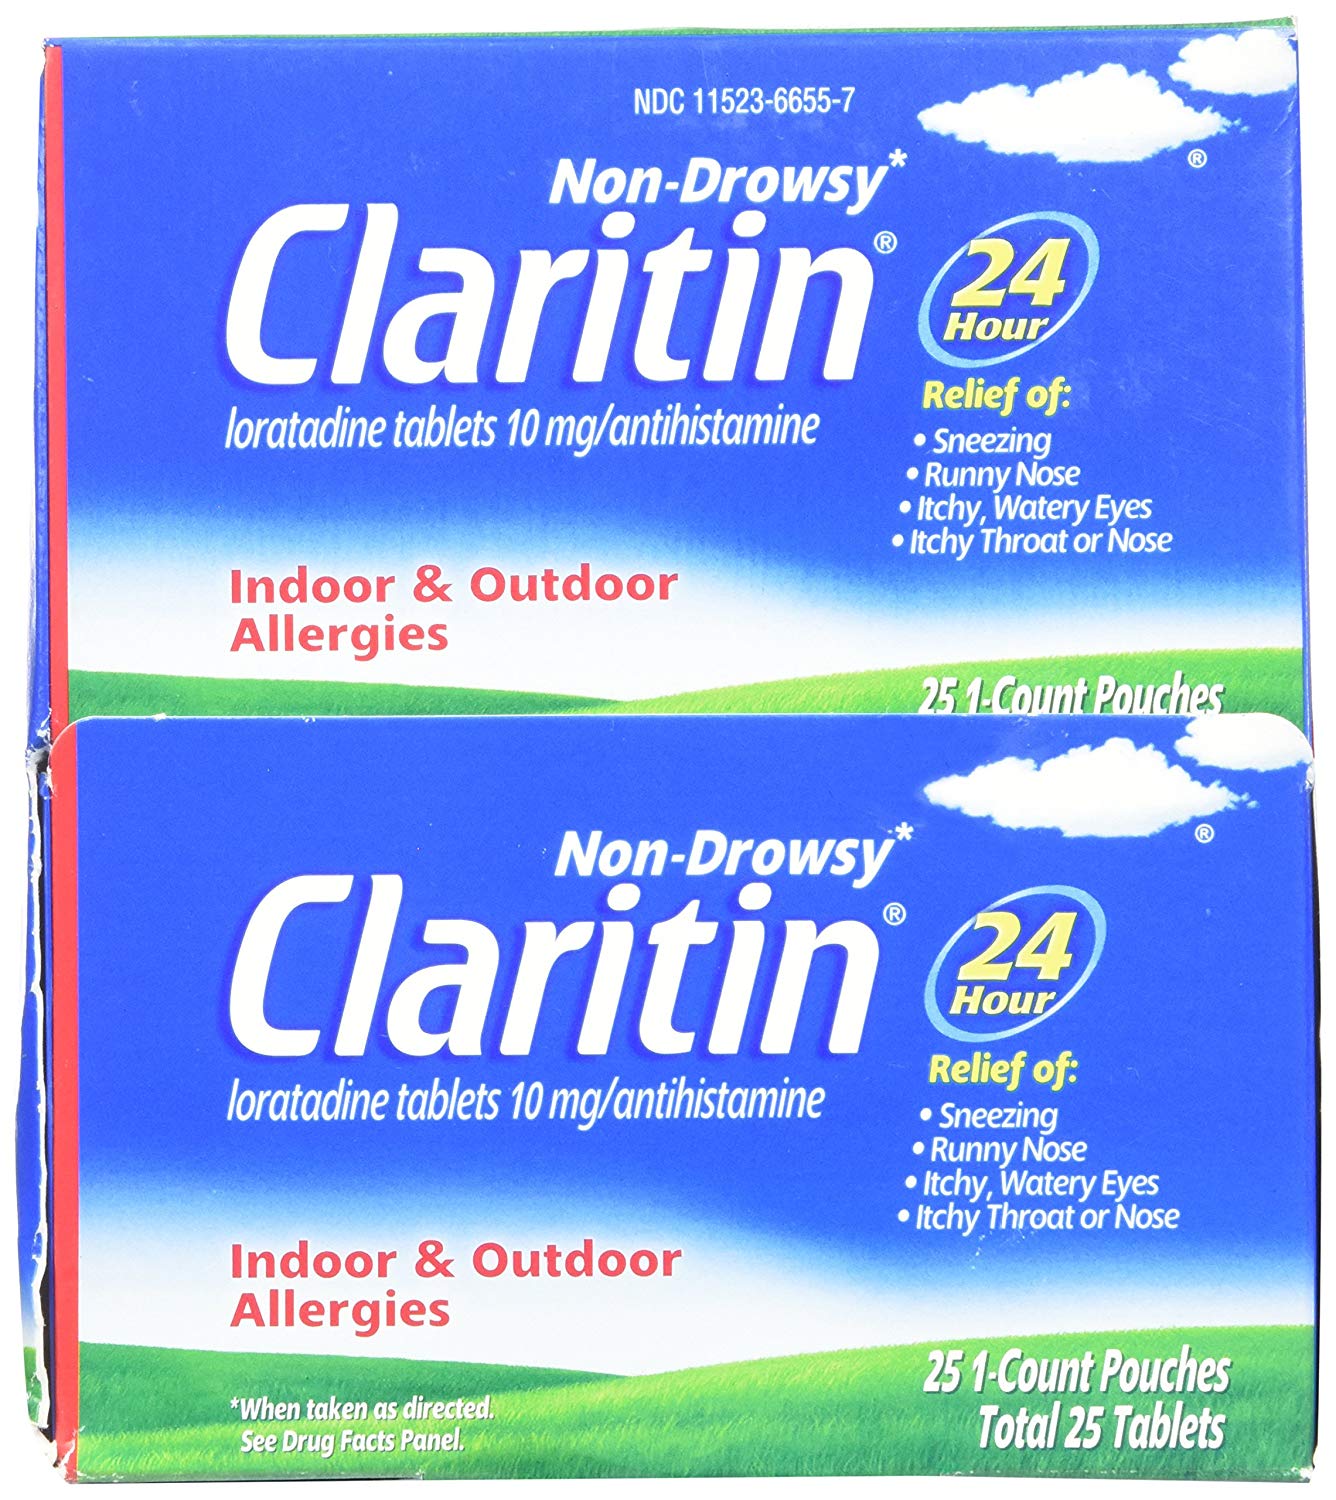 NDC 11523-6655-7
Non-Drowsy*
Claritin®
loratadine tablets 10 mg/antihistamine
®
24
Hour
Relief of:
• Sneezing
• Runny Nose
• Itchy, Watery Eyes
• Itchy Throat or Nose
Indoor & Outdoor
Allergies
25 1-Count Pouches
Non-Drowsy*
Claritin®
loratadine tablets 10 mg/antihistamine
®
24
Hour
Relief of:
• Sneezing
• Runny Nose
• Itchy, Watery Eyes
• Itchy Throat or Nose
Indoor & Outdoor
Allergies
*When taken as directed.
See Drug Facts Panel.
25 1-Count Pouches
Total 25 Tablets